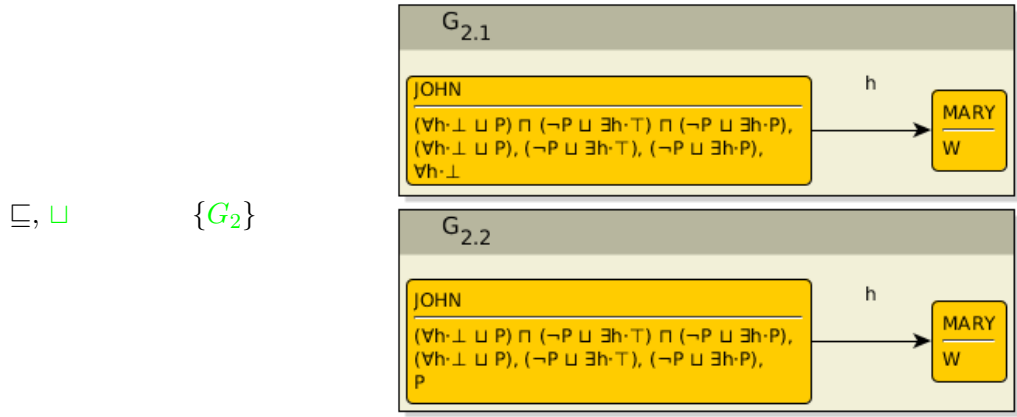 G2.1
h
JOHN
(∀h·⊥ ⊔ P) ⊓ (¬P ⊔ ∃h·⊤) ⊓ (¬P ⊔ ∃h·P),
(∀h·⊥ ⊔ P), (¬P ⊔ ∃h·⊤), (¬P ⊔ ∃h·P),
∀h·⊥
MARY
W
⊑, ⊔ {G2}
G2.2
h
JOHN
(∀h·⊥ ⊔ P) ⊓ (¬P ⊔ ∃h·⊤) ⊓ (¬P ⊔ ∃h·P),
(∀h·⊥ ⊔ P), (¬P ⊔ ∃h·⊤), (¬P ⊔ ∃h·P),
P
MARY
W